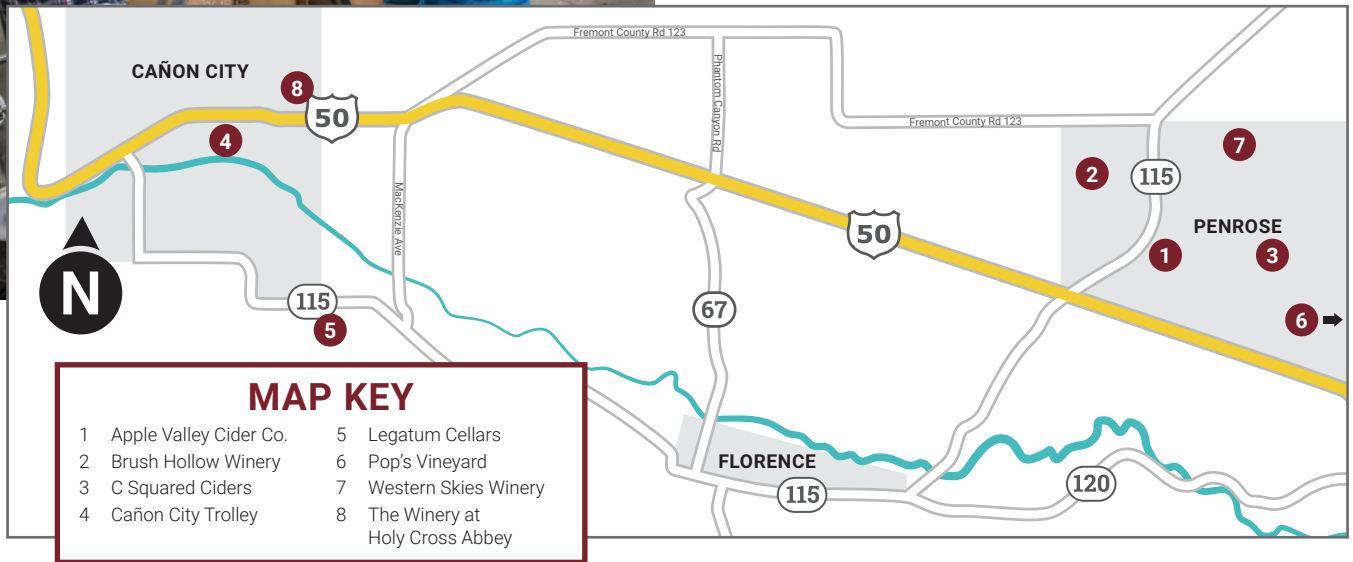 Fremont County Rd 123
CAÑON CITY
8
50
Phantom Canyon Rd
Fremont County Rd 123
4
7
2
115
MacKenzie Ave
PENROSE
50
1
3
N
115
67
6
5
MAP KEY
1 Apple Valley Cider Co.
2 Brush Hollow Winery
3 C Squared Ciders
4 Cañon City Trolley
5 Legatum Cellars
6 Pop's Vineyard
7 Western Skies Winery
8 The Winery at
Holy Cross Abbey
FLORENCE
115
120